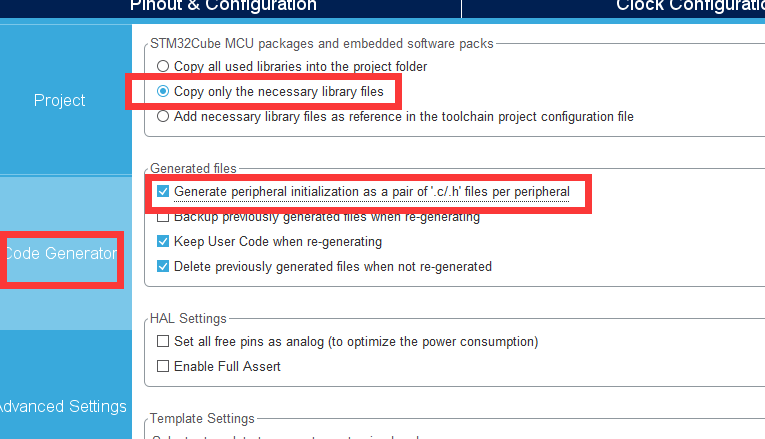 Pinout & Configuration
Clock Configuratio
STM32Cube MCU packages and embedded software packs
Copy all used libraries into the project folder
Project
Copy only the necessary library files
Add necessary library files as reference in the toolchain project configuration file
Generated files
Generate peripheral initialization as a pair of '.c/.h' files per peripheral
Backup previously generated files when re-generating
Code Generator
Keep User Code when re-generating
Delete previously generated files when not re-generated
HAL Settings
Set all free pins as analog (to optimize the power consumption)
Enable Full Assert
Advanced Settings
Template Settings